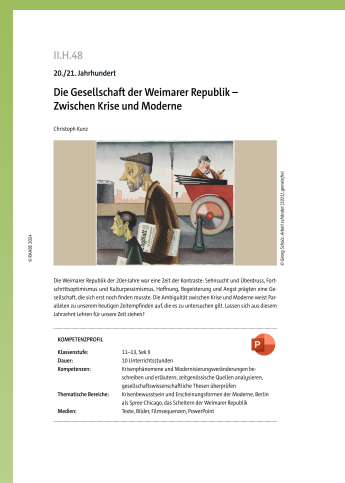 II.H.48
20./21. Jahrhundert
Die Gesellschaft der Weimarer Republik –
Zwischen Krise und Moderne
Christoph Kunz
© RAABE 2024
© Georg Scholz: Arbeit schändet (1921), gemeinfrei
Die Weimarer Republik der 20er-Jahre war eine Zeit der Kontraste: Sehnsucht und Überdruss, Fort-
schrittsoptimismus und Kulturpessimismus, Hoffnung, Begeisterung und Angst prägten eine Ge-
sellschaft, die sich erst noch finden musste. Die Ambiguität zwischen Krise und Moderne weist Par-
allelen zu unserem heutigen Zeitempfinden auf, die es zu untersuchen gilt. Lassen sich aus diesem
Jahrzehnt Lehren für unsere Zeit ziehen?
KOMPETENZPROFIL
Klassenstufe: 11–13, Sek II
Dauer: 10 Unterrichtsstunden
Kompetenzen: Krisenphänomene und Modernisierungsveränderungen be-
schreiben und erläutern; zeitgenössische Quellen analysieren,
gesellschaftswissenschaftliche Thesen überprüfen
Thematische Bereiche: Krisenbewusstsein und Erscheinungsformen der Moderne, Berlin
als Spree-Chicago, das Scheitern der Weimarer Republik
Medien: Texte, Bilder, Filmsequenzen, PowerPoint
P